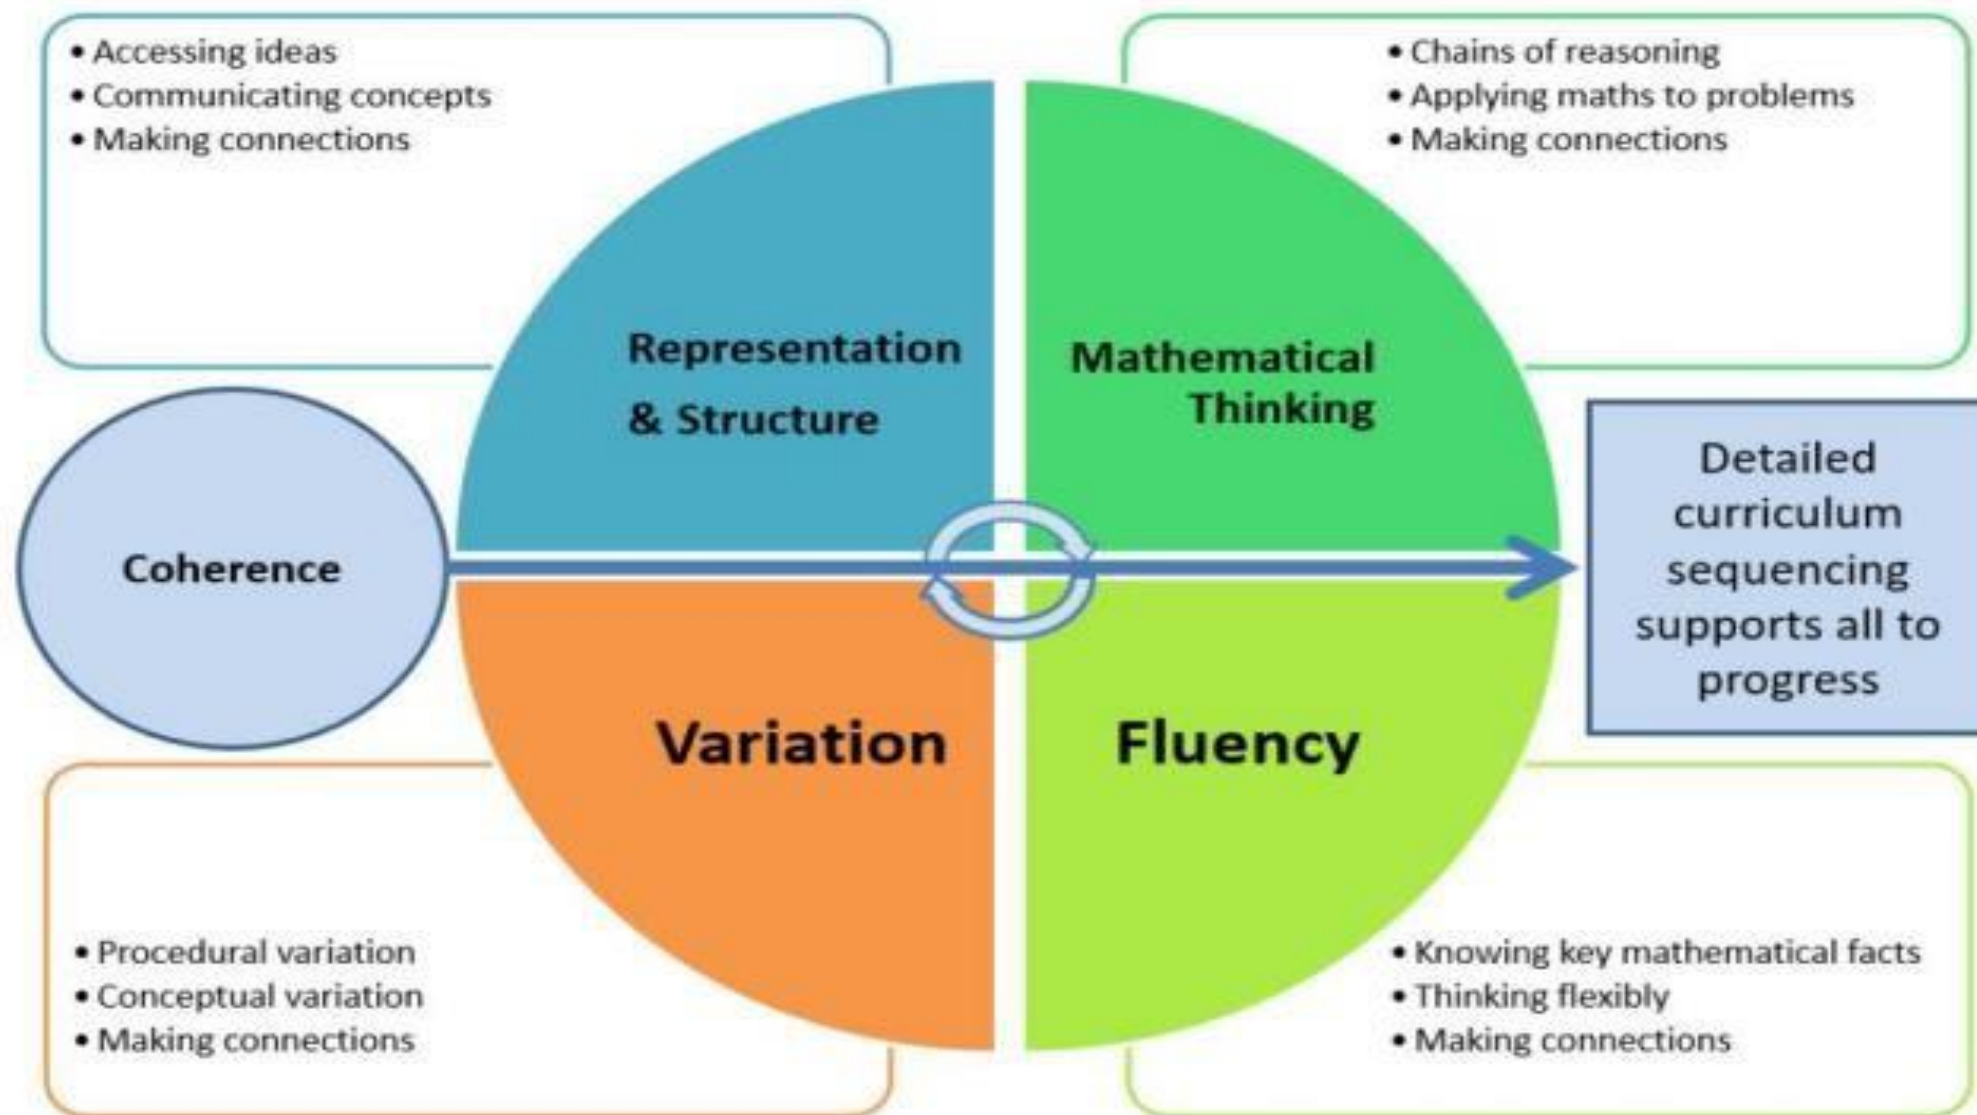 • Accessing ideas
• Communicating concepts
• Making connections
• Chains of reasoning
• Applying maths to problems
• Making connections
Representation
& Structure
Mathematical
Thinking
Coherence
Detailed
curriculum
sequencing
supports all to
progress
Variation
Fluency
• Procedural variation
• Conceptual variation
• Making connections
• Knowing key mathematical facts
• Thinking flexibly
• Making connections